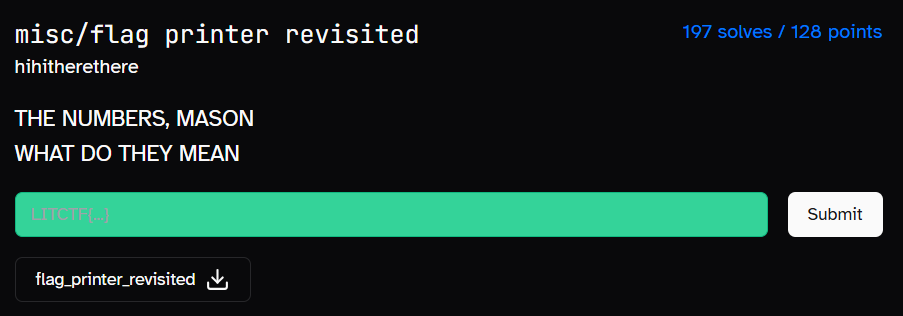 misc/flag printer revisited
197 solves / 128 points
hihitherethere
THE NUMBERS, MASON
WHAT DO THEY MEAN
LITCTF{...}
Submit
flag_printer_revisited